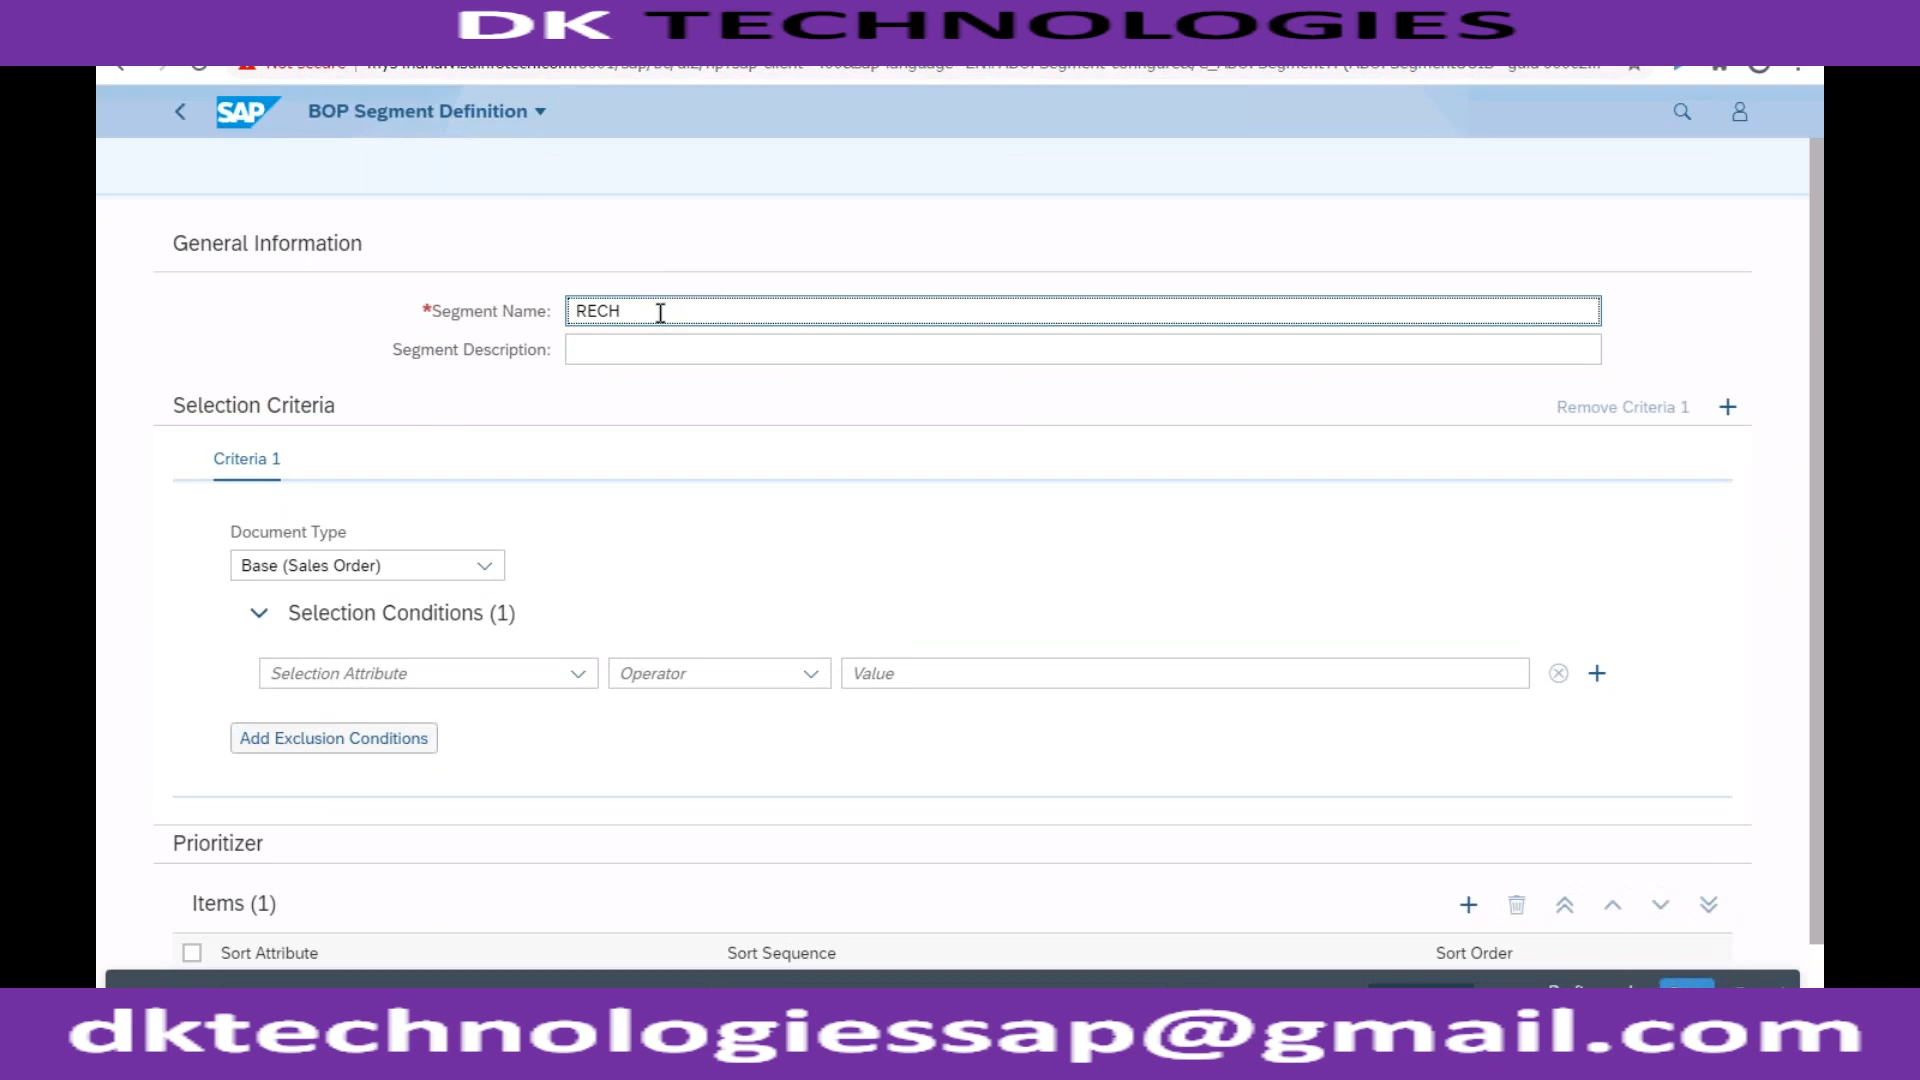 DK TECHNOLOGIES
SAP BOP Segment Definition
General Information
*Segment Name: RECH
Segment Description:
Selection Criteria
Remove Criteria 1
Criteria 1
Document Type
Base (Sales Order)
Selection Conditions (1)
Selection Attribute Operator Value
Add Exclusion Conditions
Prioritizer
Items (1)
Sort Attribute Sort Sequence Sort Order
dktechnologiessap@gmail.com